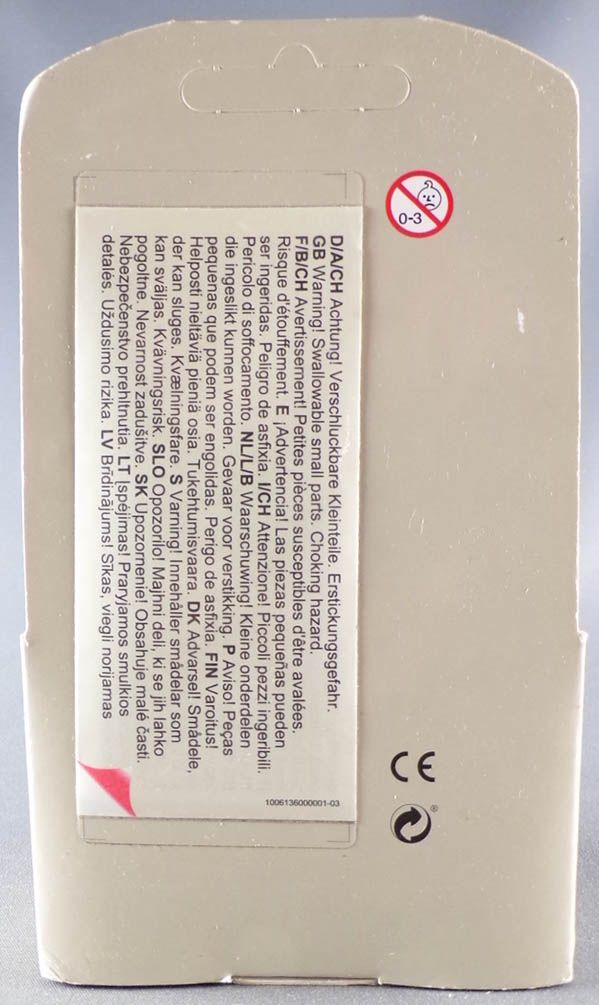 0-3
D/A/CH Achtung! Verschluckbare Kleinteile. Erstickungsgefahr.
GB Warning! Swallowable small parts. Choking hazard.
F/B/CH Avertissement! Petites pièces susceptibles d'être avalées.
Risque d'étouffement. E ¡Advertencia! Las piezas pequeñas pueden
ser ingeridas. Peligro de asfixia. I/CH Attenzione! Piccoli pezzi ingeribili.
Pericolo di soffocamento. NL/L/B Waarschuwing! Kleine onderdelen
die ingeslikt kunnen worden. Gevaar voor verstikking. P Aviso! Peças
pequenas que podem ser engolidas. Perigo de asfixia. FIN Varoitus!
Helposti nieltäviä pieniä osia. Tukehtumisvaara. DK Advarsel! Smådele,
der kan sluges. Kvælningsfare. S Varning! Innehåller smådelar som
kan sväljas. Kvävningsrisk. SLO Opozorilo! Majhni deli, ki se jih lahko
pogoltne. Nevarnost zadušitve. SK Upozornenie! Obsahuje malé časti.
Nebezpečenstvo prehltnutia. LT Įspėjimas! Praryjamos smulkios
detalės. Uždusimo rizika. LV Brīdinājums! Sīkas, viegli norijamas
1006136000001-03
CE
®